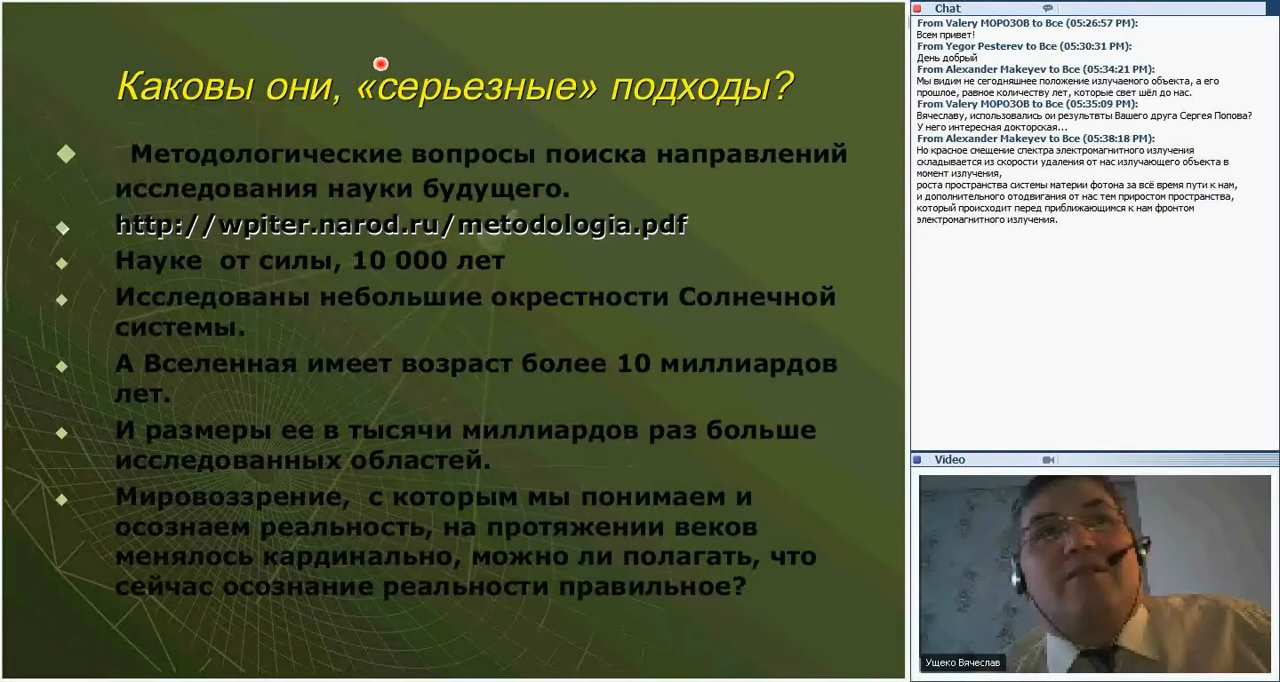 Каковы они, «серьезные» подходы?
Методологические вопросы поиска направлений
исследования науки будущего.
http://wpiter.narod.ru/metodologia.pdf
Науке от силы, 10 000 лет
Исследованы небольшие окрестности Солнечной
системы.
А Вселенная имеет возраст более 10 миллиардов
лет.
И размеры ее в тысячи миллиардов раз больше
исследованных областей.
Мировоззрение, с которым мы понимаем и
осознаем реальность, на протяжении веков
менялось кардинально, можно ли полагать, что
сейчас осознание реальности правильное?
Chat
From Valery МОРОЗОВ to Все (05:26:57 PM):
Всем привет!
From Yegor Pesterev to Все (05:30:31 PM):
День добрый
From Alexander Makeyev to Все (05:34:21 PM):
Мы видим не сегодняшнее положение излучаемого объекта, а его
прошлое, равное количеству лет, которые свет шёл до нас.
From Valery МОРОЗОВ to Все (05:35:09 PM):
Вячеславу, использовались ои результвты Вашего друга Сергея Попова?
У него интересная докторская...
From Alexander Makeyev to Все (05:38:18 PM):
Но красное смещение спектра электромагнитного излучения
складывается из скорости удаления от нас излучающего объекта в
момент излучения,
роста пространства системы материи фотона за всё время пути к нам,
и дополнительного отодвигания от нас тем приростом пространства,
который происходит перед приближающимся к нам фронтом
электромагнитного излучения.
Video
Ущеко Вячеслав